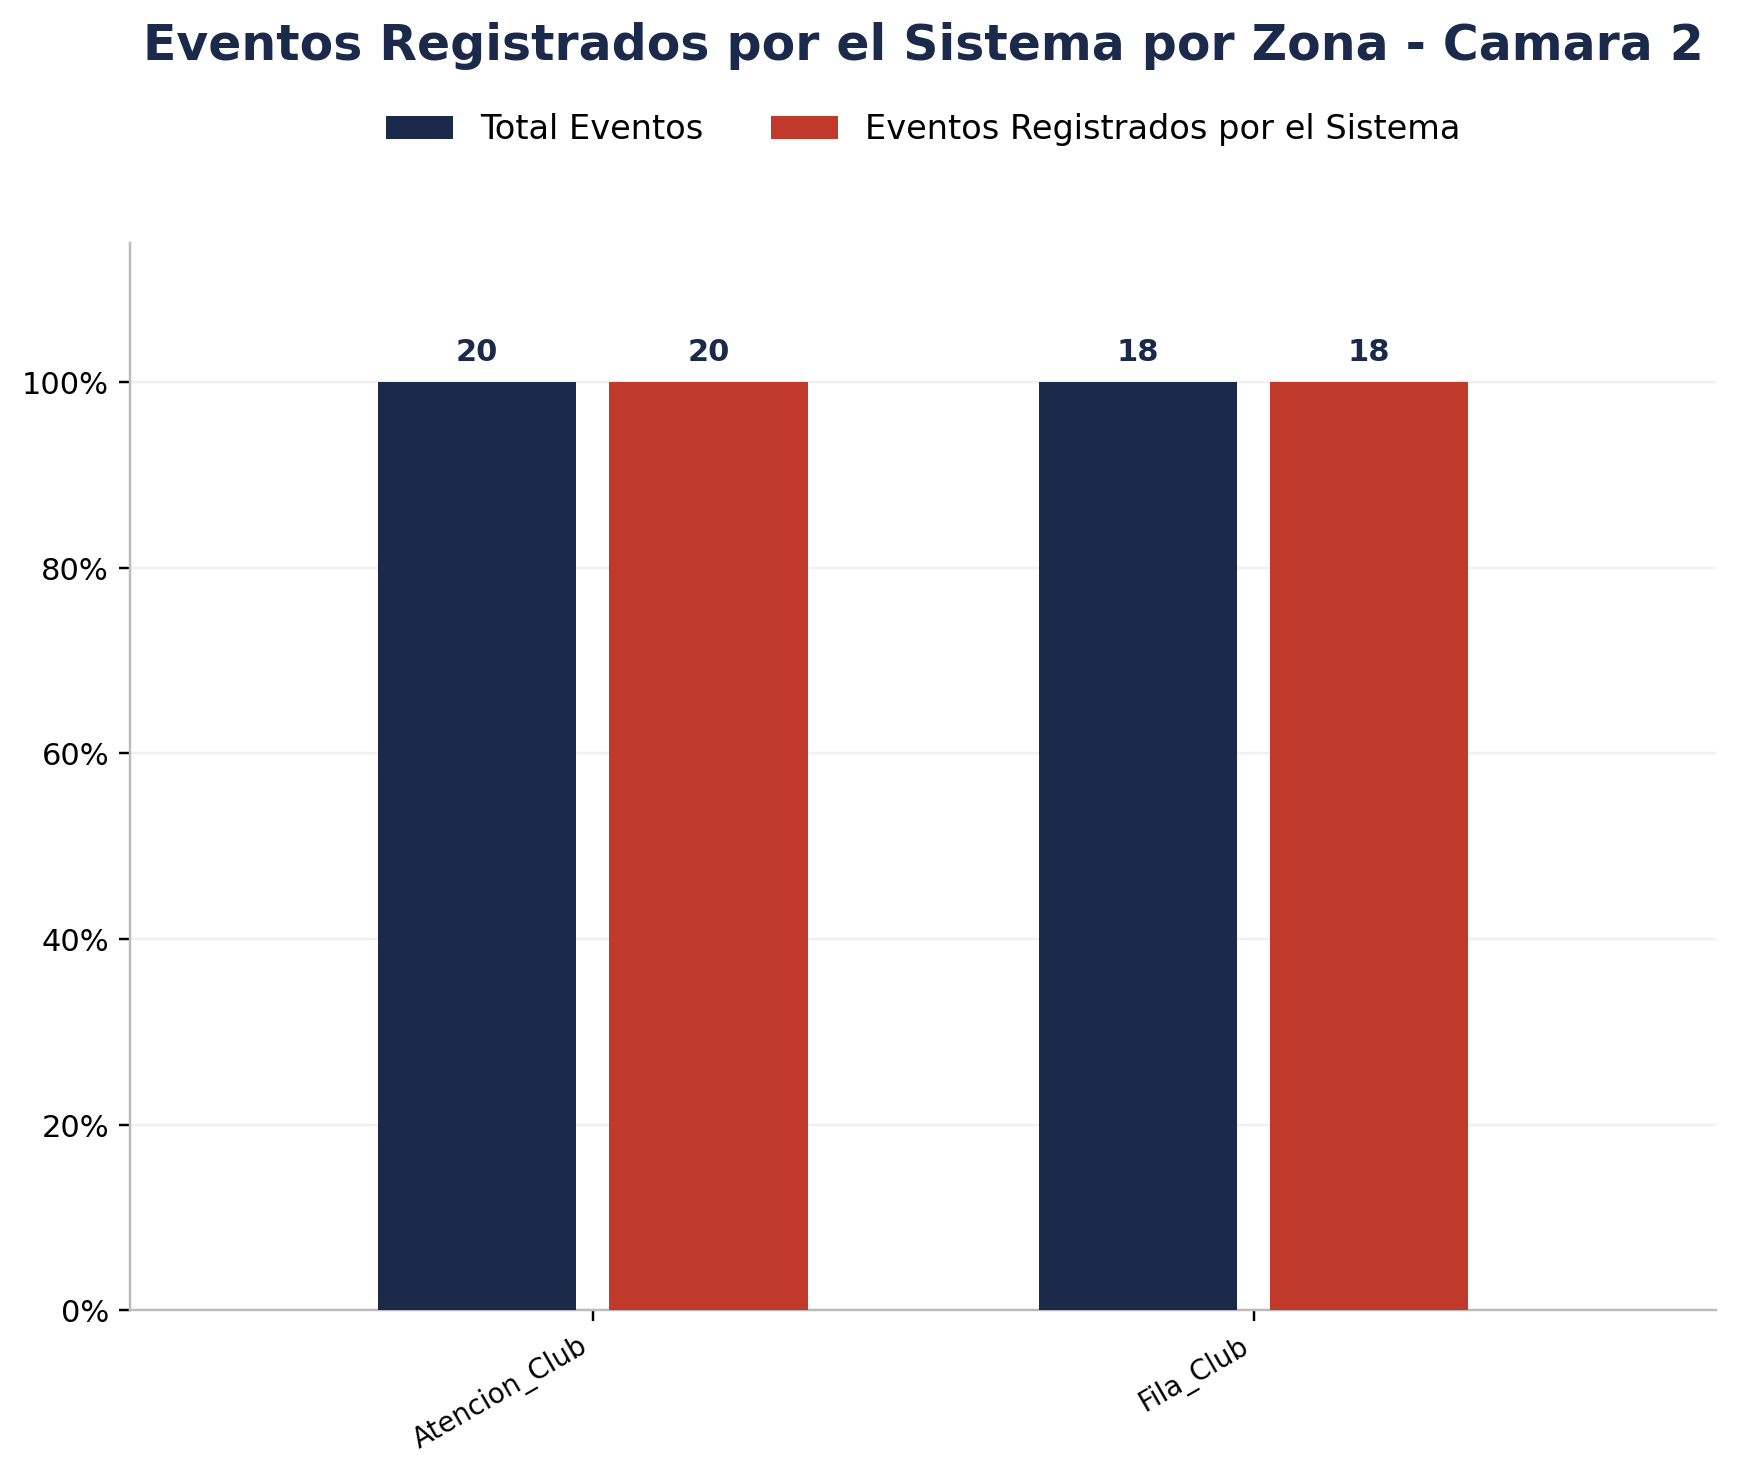 Eventos Registrados por el Sistema por Zona - Camara 2
Total Eventos
Eventos Registrados por el Sistema
20
20
18
18
100%
80%
60%
40%
20%
0%
Atencion_Club
Fila_Club